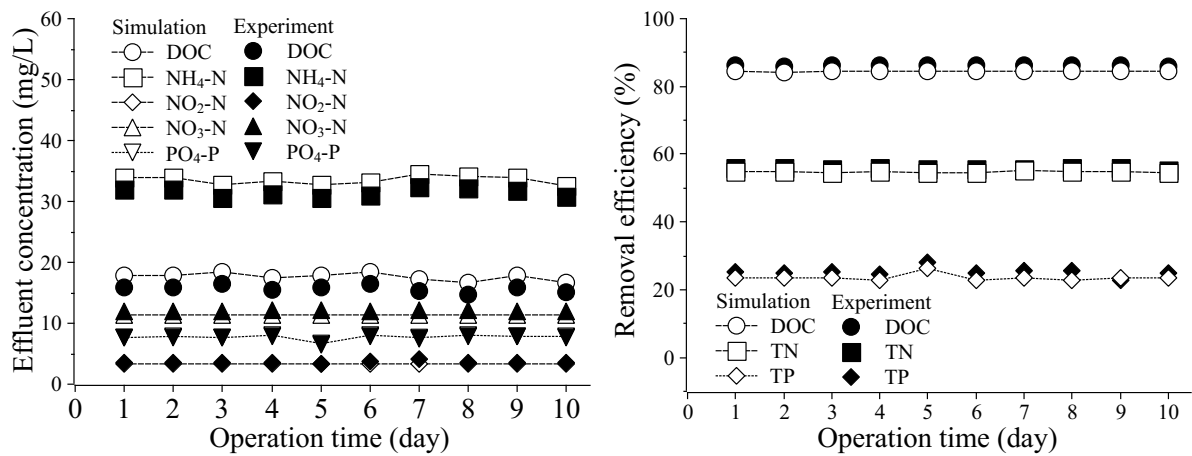 Effluent concentration (mg/L)
60
50
40
30
20
10
0
Simulation Experiment
DOC DOC
NH₄-N NH₄-N
NO₂-N NO₂-N
NO₃-N NO₃-N
PO₄-P PO₄-P
0 1 2 3 4 5 6 7 8 9 10
Operation time (day)
Removal efficiency (%)
100
80
60
40
20
0
Simulation Experiment
DOC DOC
TN TN
TP TP
0 1 2 3 4 5 6 7 8 9 10
Operation time (day)